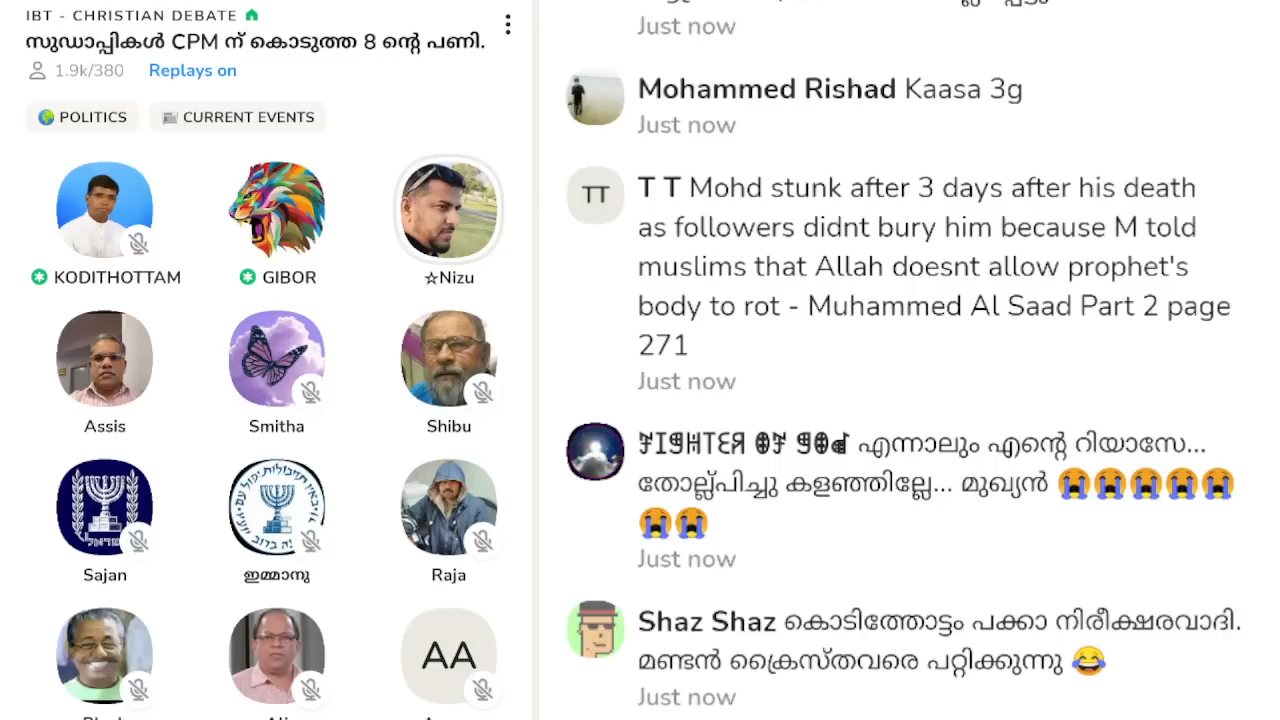 IBT - CHRISTIAN DEBATE
സുഡാപ്പികൾ CPM ന് കൊടുത്ത 8 ന്റെ പണി.
1.9k/380 Replays on
POLITICS CURRENT EVENTS
KODITHOTTAM GIBOR ☆Nizu
Assis Smitha Shibu
Sajan ഇമ്മാനു Raja
AA
Just now
Mohammed Rishad Kaasa 3g
Just now
TT
T T Mohd stunk after 3 days after his death
as followers didnt bury him because M told
muslims that Allah doesnt allow prophet's
body to rot - Muhammed Al Saad Part 2 page
271
Just now
FIGHTER OF GOD എന്നാലും എന്റെ റിയാസേ...
തോല്പ്പിച്ചു കളഞ്ഞില്ലേ... മുഖ്യൻ 😭😭😭😭😭
😭😭
Just now
Shaz Shaz കൊടിത്തോട്ടം പക്കാ നിരീക്ഷരവാദി.
മണ്ടൻ ക്രൈസ്തവരെ പറ്റിക്കുന്നു 😂
Just now